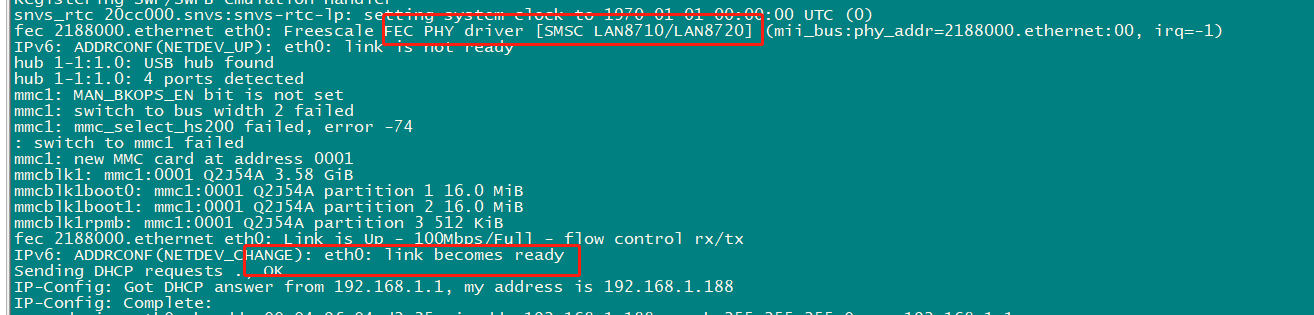 Registering SWP/SWPB emulation handler
snvs_rtc 20cc000.snvs:snvs-rtc-lp: setting system clock to 1970-01-01 00:00:00 UTC (0)
fec 2188000.ethernet eth0: Freescale FEC PHY driver [SMSC LAN8710/LAN8720] (mii_bus:phy_addr=2188000.ethernet:00, irq=-1)
IPv6: ADDRCONF(NETDEV_UP): eth0: link is not ready
hub 1-1:1.0: USB hub found
hub 1-1:1.0: 4 ports detected
mmc1: MAN_BKOPS_EN bit is not set
mmc1: switch to bus width 2 failed
mmc1: mmc_select_hs200 failed, error -74
: switch to mmc1 failed
mmc1: new MMC card at address 0001
mmcblk1: mmc1:0001 Q2J54A 3.58 GiB
mmcblk1boot0: mmc1:0001 Q2J54A partition 1 16.0 MiB
mmcblk1boot1: mmc1:0001 Q2J54A partition 2 16.0 MiB
mmcblk1rpmb: mmc1:0001 Q2J54A partition 3 512 KiB
fec 2188000.ethernet eth0: Link is Up - 100Mbps/Full - flow control rx/tx
IPv6: ADDRCONF(NETDEV_CHANGE): eth0: link becomes ready
Sending DHCP requests ., OK
IP-Config: Got DHCP answer from 192.168.1.1, my address is 192.168.1.188
IP-Config: Complete: